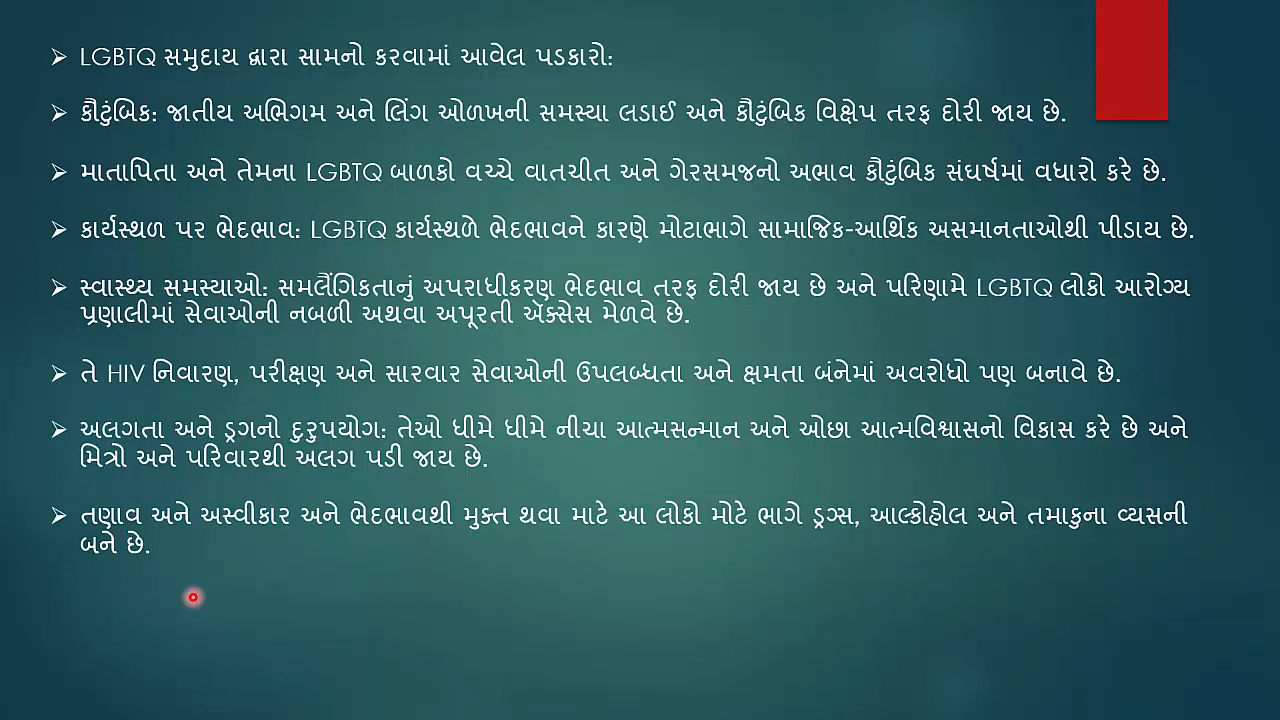 ➢ LGBTQ સમુદાય દ્વારા સામનો કરવામાં આવેલ પડકારો:
➢ કૌટુંબિક: જાતીય અભિગમ અને લિંગ ઓળખની સમસ્યા લડાઈ અને કૌટુંબિક વિક્ષેપ તરફ દોરી જાય છે.
➢ માતાપિતા અને તેમના LGBTQ બાળકો વચ્ચે વાતચીત અને ગેરસમજનો અભાવ કૌટુંબિક સંઘર્ષમાં વધારો કરે છે.
➢ કાર્યસ્થળ પર ભેદભાવ: LGBTQ કાર્યસ્થળે ભેદભાવને કારણે મોટાભાગે સામાજિક-આર્થિક અસમાનતાઓથી પીડાય છે.
➢ સ્વાસ્થ્ય સમસ્યાઓ: સમલૈંગિકતાનું અપરાધીકરણ ભેદભાવ તરફ દોરી જાય છે અને પરિણામે LGBTQ લોકો આરોગ્ય
પ્રણાલીમાં સેવાઓની નબળી અથવા અપૂરતી ઍક્સેસ મેળવે છે.
➢ તે HIV નિવારણ, પરીક્ષણ અને સારવાર સેવાઓની ઉપલબ્ધતા અને ક્ષમતા બંનેમાં અવરોધો પણ બનાવે છે.
➢ અલગતા અને ડ્રગનો દુરુપયોગ: તેઓ ધીમે ધીમે નીચા આત્મસન્માન અને ઓછા આત્મવિશ્વાસનો વિકાસ કરે છે અને
મિત્રો અને પરિવારથી અલગ પડી જાય છે.
➢ તણાવ અને અસ્વીકાર અને ભેદભાવથી મુક્ત થવા માટે આ લોકો મોટે ભાગે ડ્રગ્સ, આલ્કોહોલ અને તમાકુના વ્યસની
બને છે.